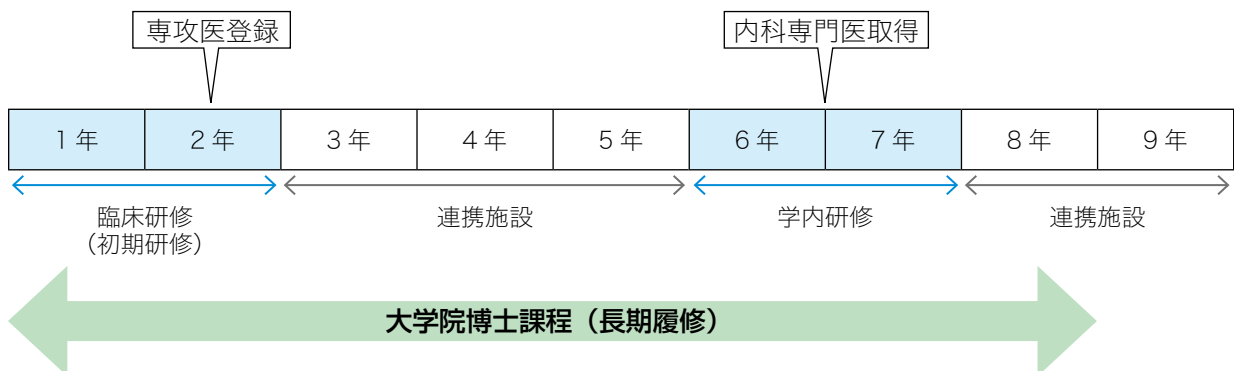 専攻医登録
内科専門医取得
1年
2年
3年
4年
5年
6年
7年
8年
9年
臨床研修
（初期研修）
連携施設
学内研修
連携施設
大学院博士課程（長期履修）